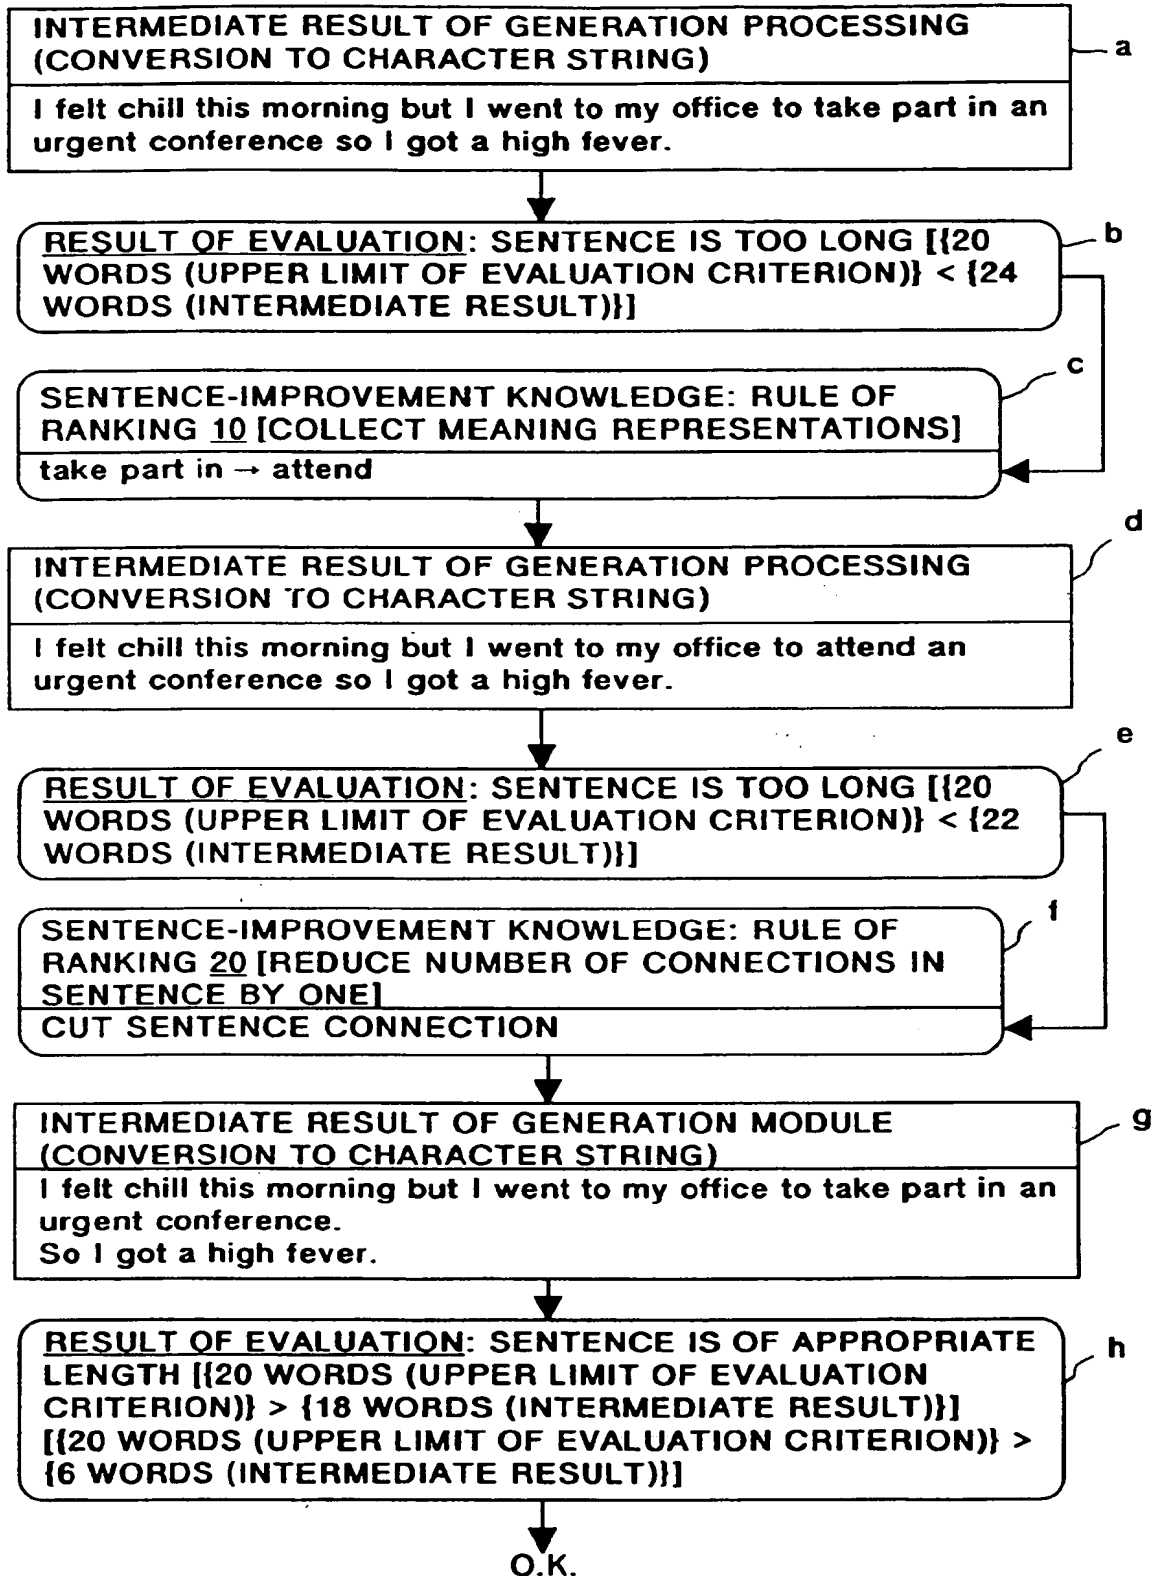 INTERMEDIATE RESULT OF GENERATION PROCESSING
(CONVERSION TO CHARACTER STRING)
a
I felt chill this morning but I went to my office to take part in an
urgent conference so I got a high fever.
RESULT OF EVALUATION: SENTENCE IS TOO LONG [{20
b
WORDS (UPPER LIMIT OF EVALUATION CRITERION)} < {24
WORDS (INTERMEDIATE RESULT)}]
c
SENTENCE-IMPROVEMENT KNOWLEDGE: RULE OF
RANKING 10 [COLLECT MEANING REPRESENTATIONS]
take part in → attend
d
INTERMEDIATE RESULT OF GENERATION PROCESSING
(CONVERSION TO CHARACTER STRING)
I felt chill this morning but I went to my office to attend an
urgent conference so I got a high fever.
e
RESULT OF EVALUATION: SENTENCE IS TOO LONG [{20
WORDS (UPPER LIMIT OF EVALUATION CRITERION)} < {22
WORDS (INTERMEDIATE RESULT)}]
f
SENTENCE-IMPROVEMENT KNOWLEDGE: RULE OF
RANKING 20 [REDUCE NUMBER OF CONNECTIONS IN
SENTENCE BY ONE]
CUT SENTENCE CONNECTION
INTERMEDIATE RESULT OF GENERATION MODULE
g
(CONVERSION TO CHARACTER STRING)
I felt chill this morning but I went to my office to take part in an
urgent conference.
So I got a high fever.
RESULT OF EVALUATION: SENTENCE IS OF APPROPRIATE
h
LENGTH [{20 WORDS (UPPER LIMIT OF EVALUATION
CRITERION)} > {18 WORDS (INTERMEDIATE RESULT)}]
[{20 WORDS (UPPER LIMIT OF EVALUATION CRITERION)} >
{6 WORDS (INTERMEDIATE RESULT)}]
O.K.